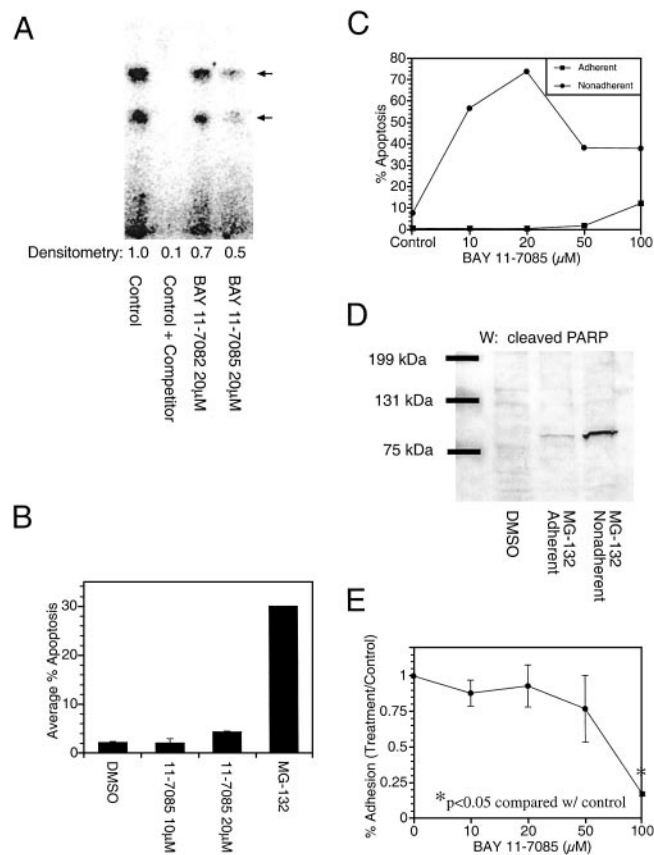 A
Densitometry: 1.0 0.1 0.7 0.5
Control
Control + Competitor
BAY 11-7082 20µM
BAY 11-7085 20µM
B
Average % Apoptosis
30
20
10
0
DMSO
11-7085 10µM
11-7085 20µM
MG-132
C
% Apoptosis
80
70
60
50
40
30
20
10
0
Adherent
Nonadherent
Control 10 20 50 100
BAY 11-7085 (µM)
D
W: cleaved PARP
199 kDa
131 kDa
75 kDa
DMSO
MG-132
Adherent
MG-132
Nonadherent
E
% Adhesion (Treatment/Control)
1
0.75
0.5
0.25
0
*
*p<0.05 compared w/ control
0 10 20 50 100
BAY 11-7085 (µM)